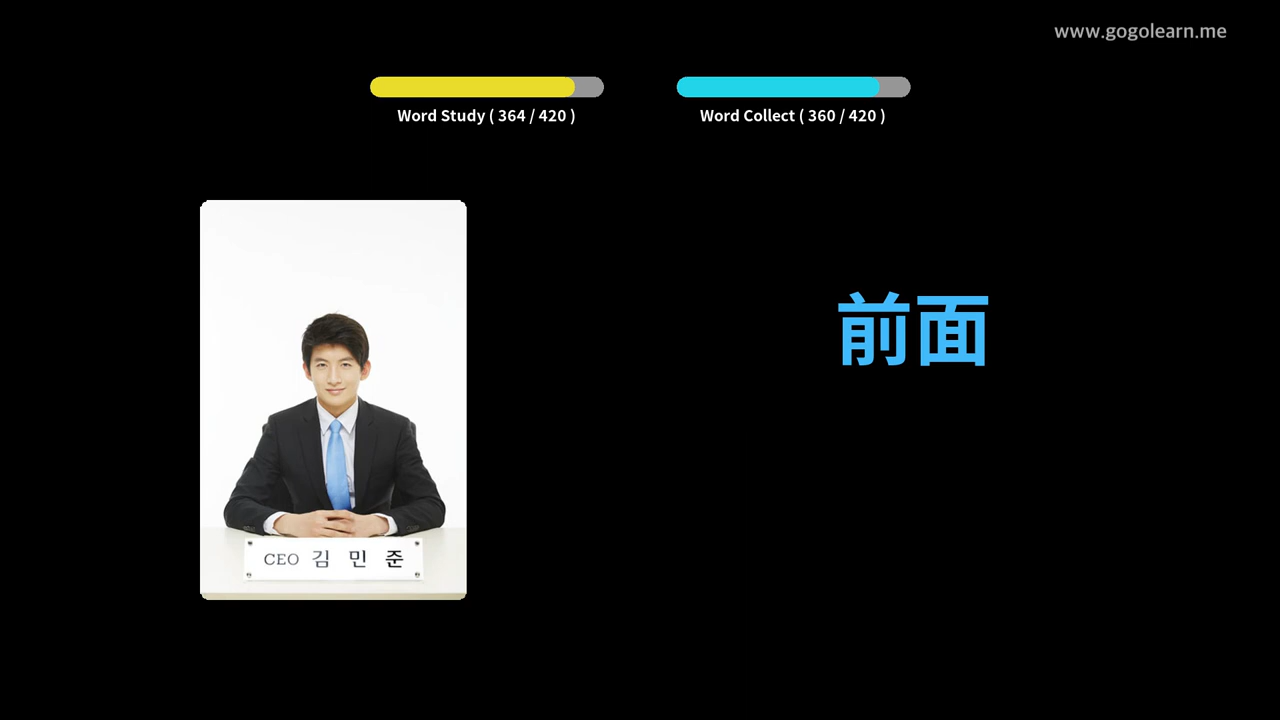 www.gogolearn.me
Word Study ( 364 / 420 )
Word Collect ( 360 / 420 )
前面
CEO 김 민 준